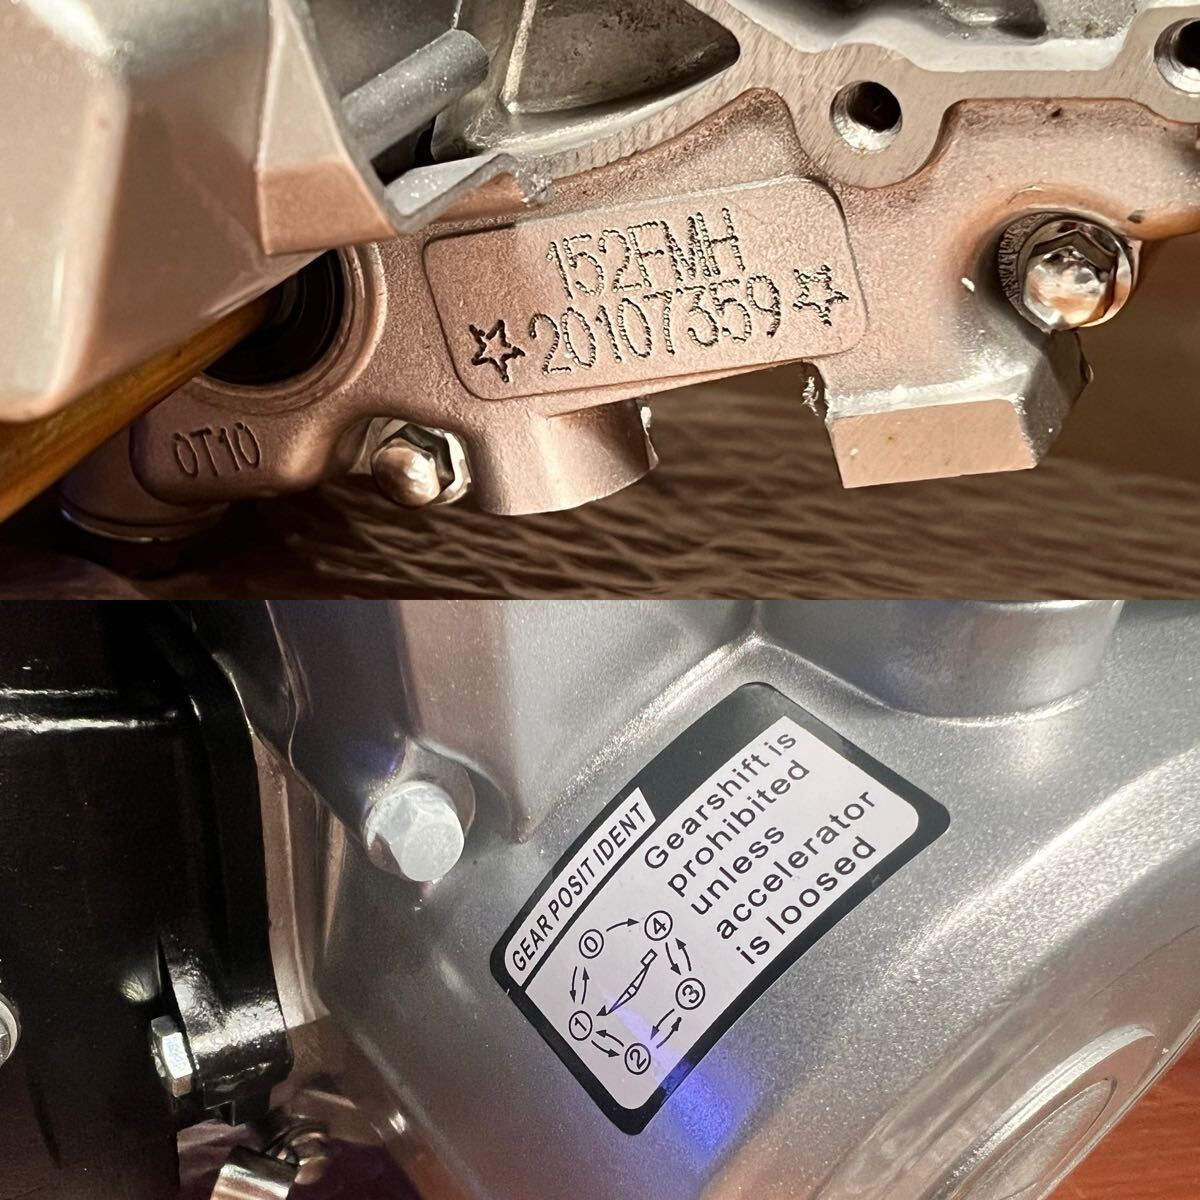 152FMH
☆20107359☆
0T10
GEAR POSIT IDENT
Gearshift is
prohibited
unless
accelerator
is loosed
0
4
1
3
2